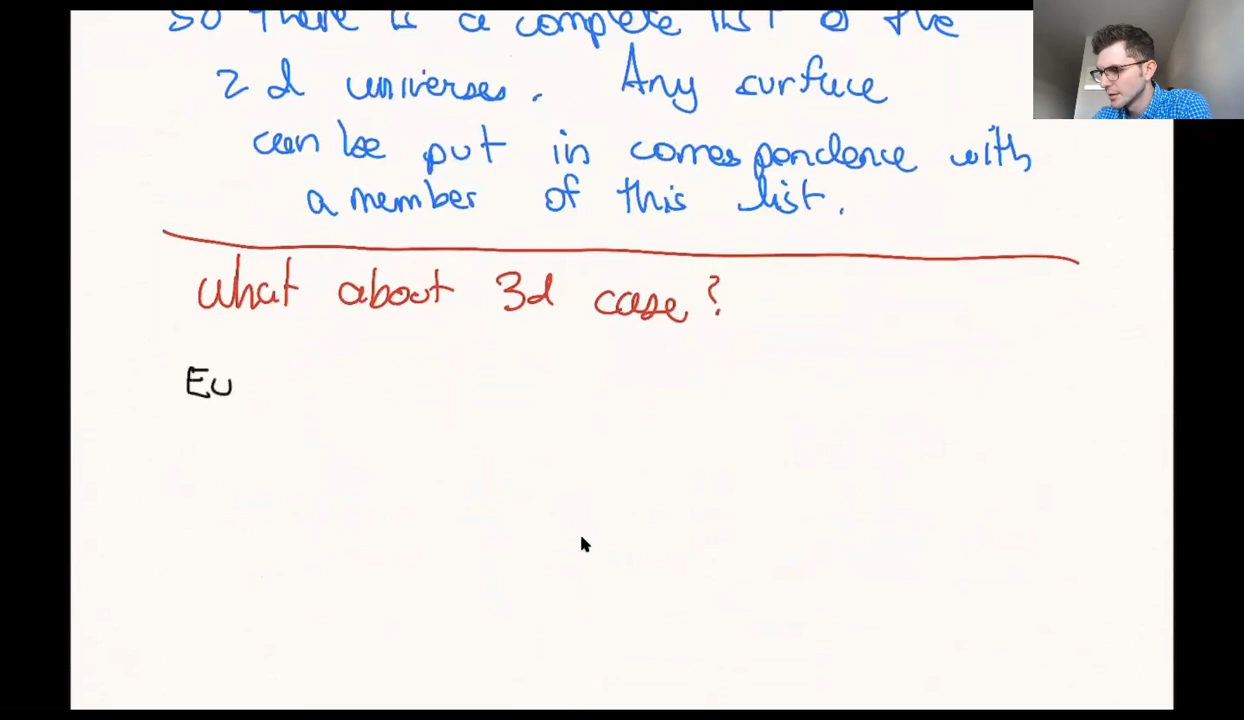 so there is a complete list of the
2d universes. Any surface
can be put in correspondence with
a member of this list.
What about 3d case?
Eu